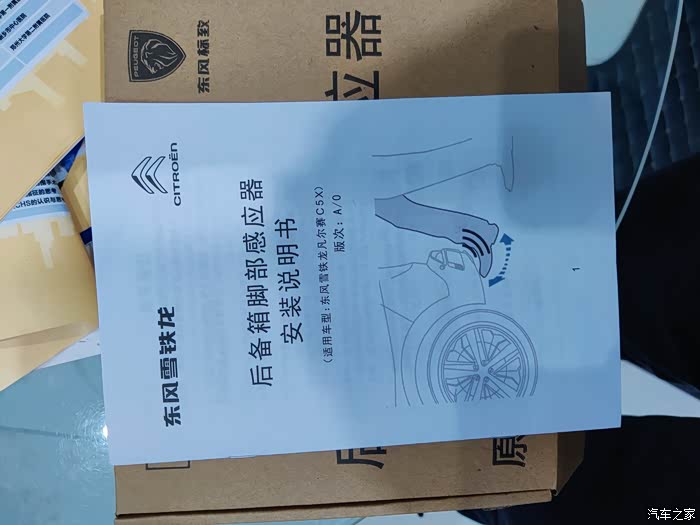 CITROËN
东风雪铁龙
后备箱脚部感应器
安装说明书
(适用车型:东风雪铁龙凡尔赛C5X)
版次: A/0
1
PEUGEOT
东风标致
应器
原
汽车之家